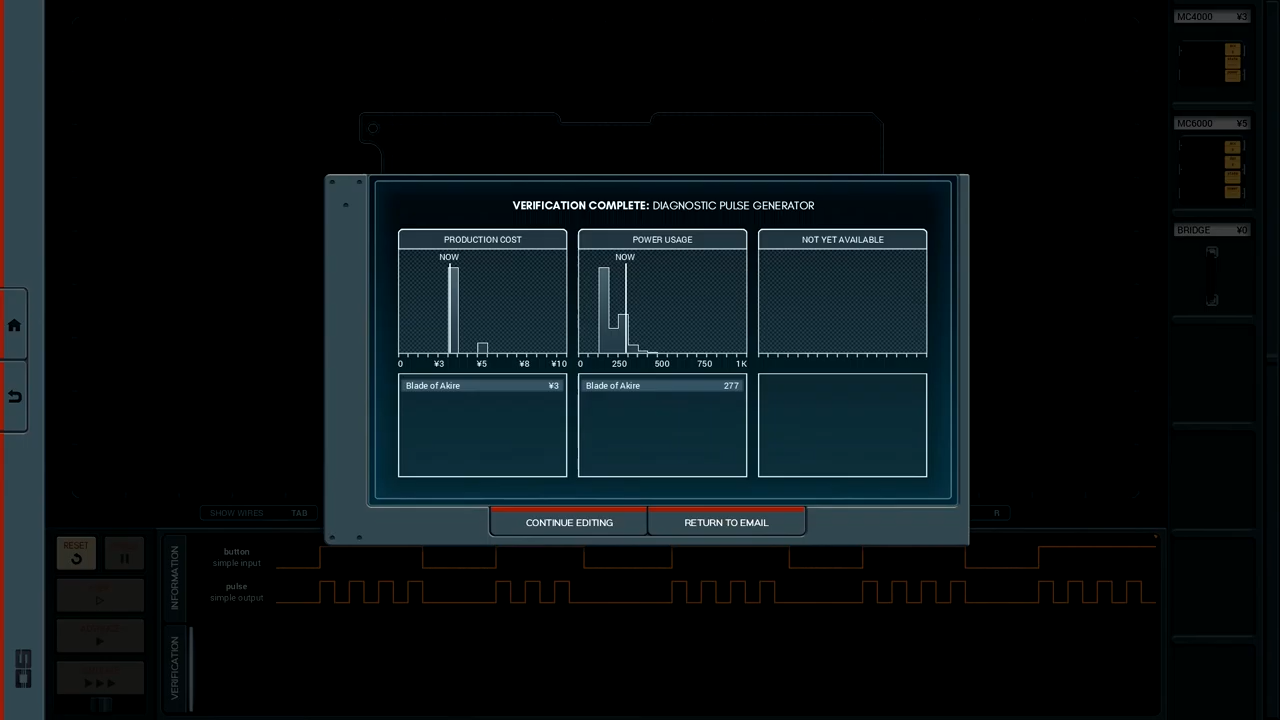 MC4000 ¥3
MC6000 ¥5
BRIDGE ¥0
VERIFICATION COMPLETE: DIAGNOSTIC PULSE GENERATOR
PRODUCTION COST
NOW
0 ¥3 ¥5 ¥8 ¥10
Blade of Akire ¥3
POWER USAGE
NOW
0 250 500 750 1K
Blade of Akire 277
NOT YET AVAILABLE
CONTINUE EDITING
RETURN TO EMAIL
SHOW WIRES TAB
R
RESET
INFORMATION
VERIFICATION
button
simple input
pulse
simple output